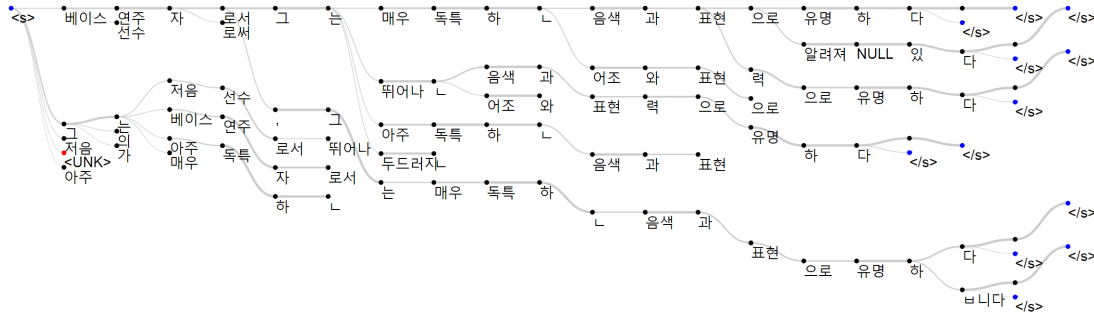 <s> 베이스 연주 자 로서 그 는 매우 독특 하 ㄴ 음색 과 표현 으로 유명 하 다 </s> </s>
선수 로써 </s>
알려져 NULL 있 다 </s> </s>
뛰어나 ㄴ 음색 과 어조 와 표현 력
저음 선수 어조 와 표현 력 으로 으로 유명 하 다 </s> </s>
그 는 베이스 연주 , 그 아주 독특 하 ㄴ 유명
저음 의 아주 독특 로서 뛰어나 하 다 </s> </s>
<UNK> 가 매우 두드러지 ㄴ 음색 과 표현
아주 자 로서 는 매우 독특 하
하 ㄴ ㄴ 음색 과 </s>
표현 으로 유명 하 다 </s> </s>
ㅂ니다 </s>